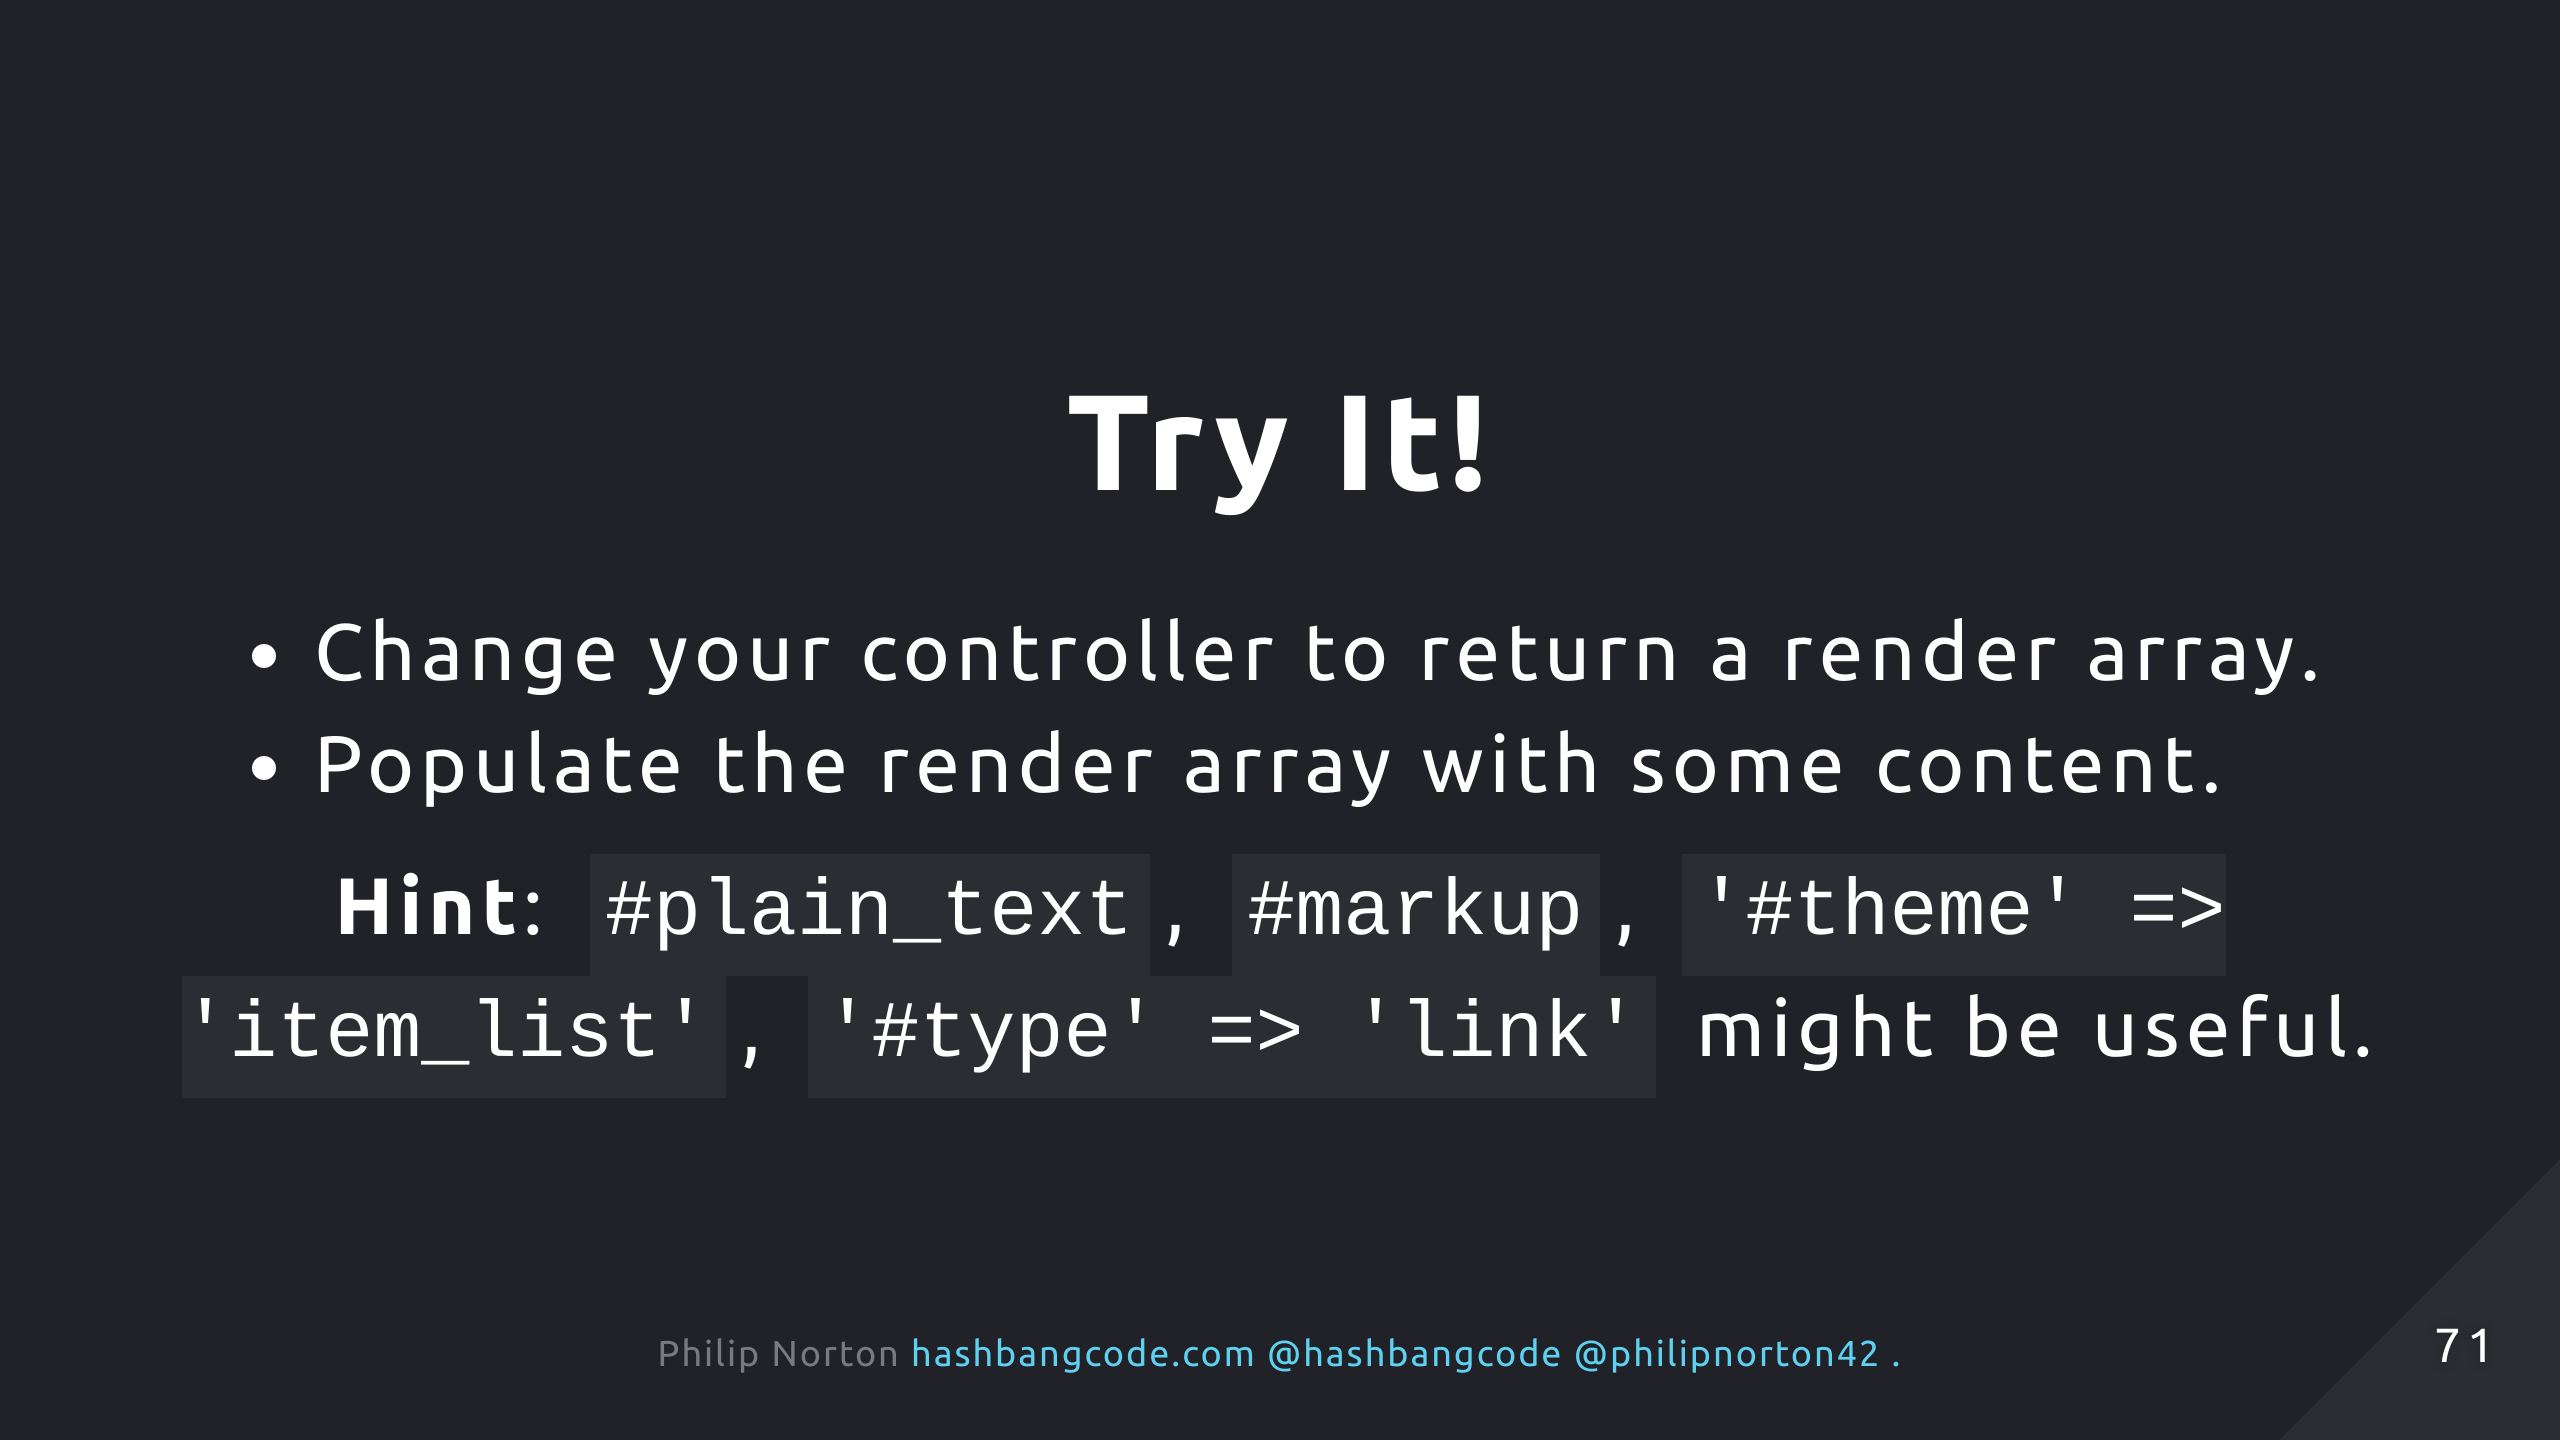 Try It!
• Change your controller to return a render array.
• Populate the render array with some content.
Hint: #plain_text , #markup , '#theme' =>
'item_list' , '#type' => 'link' might be useful.
Philip Norton hashbangcode.com @hashbangcode @philipnorton42 .
71